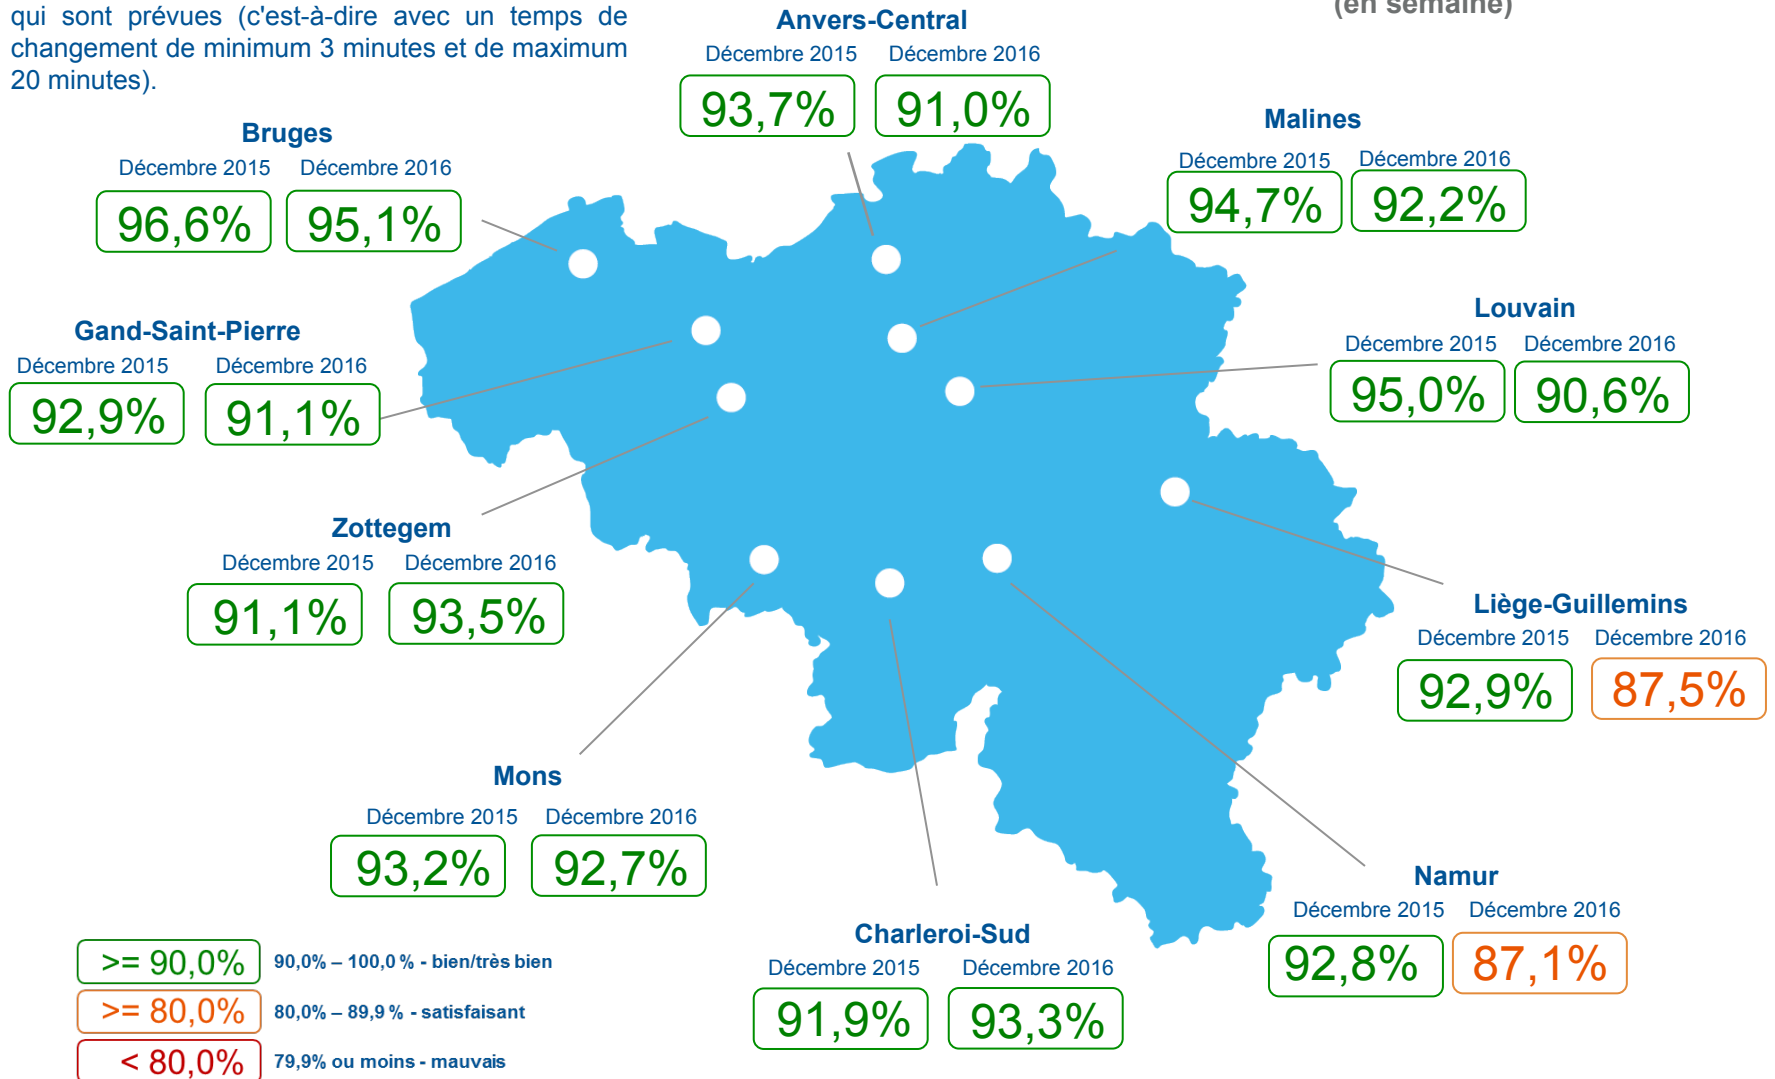 qui sont prévues (c'est-à-dire avec un temps de
changement de minimum 3 minutes et de maximum
20 minutes).
(en semaine)
Anvers-Central
Décembre 2015 Décembre 2016
93,7% 91,0%
Bruges
Décembre 2015 Décembre 2016
96,6% 95,1%
Malines
Décembre 2015 Décembre 2016
94,7% 92,2%
Gand-Saint-Pierre
Décembre 2015 Décembre 2016
92,9% 91,1%
Louvain
Décembre 2015 Décembre 2016
95,0% 90,6%
Zottegem
Décembre 2015 Décembre 2016
91,1% 93,5%
Liège-Guillemins
Décembre 2015 Décembre 2016
92,9% 87,5%
Mons
Décembre 2015 Décembre 2016
93,2% 92,7%
Namur
Décembre 2015 Décembre 2016
92,8% 87,1%
Charleroi-Sud
Décembre 2015 Décembre 2016
91,9% 93,3%
>= 90,0% 90,0% – 100,0 % - bien/très bien
>= 80,0% 80,0% – 89,9 % - satisfaisant
< 80,0% 79,9% ou moins - mauvais